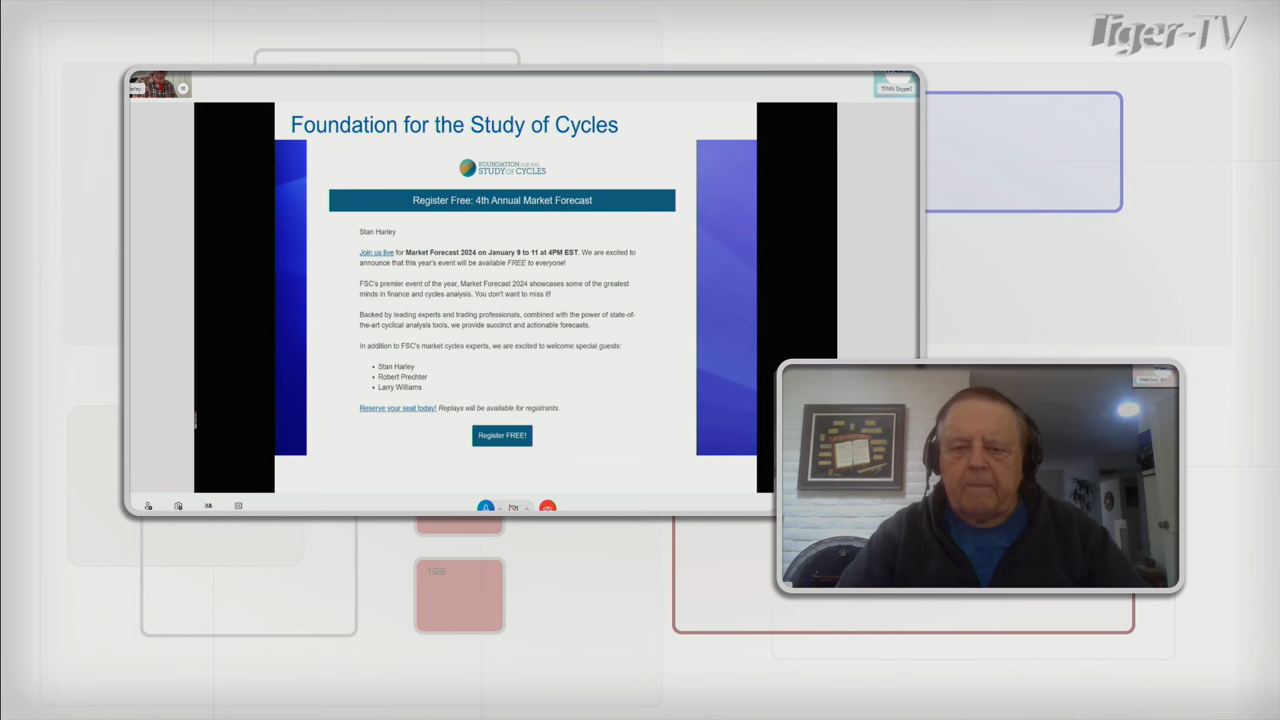 Tiger-TV
TFNN Skype2
Foundation for the Study of Cycles
FOUNDATION FOR THE
STUDY OF CYCLES
Register Free: 4th Annual Market Forecast
Stan Harley
Join us live for Market Forecast 2024 on January 9 to 11 at 4PM EST. We are excited to
announce that this year's event will be available FREE to everyone!
FSC's premier event of the year, Market Forecast 2024 showcases some of the greatest
minds in finance and cycles analysis. You don't want to miss it!
Backed by leading experts and trading professionals, combined with the power of state-of-
the-art cyclical analysis tools, we provide succinct and actionable forecasts.
In addition to FSC's market cycles experts, we are excited to welcome special guests:
• Stan Harley
• Robert Prechter
• Larry Williams
Reserve your seat today! Replays will be available for registrants.
Register FREE!